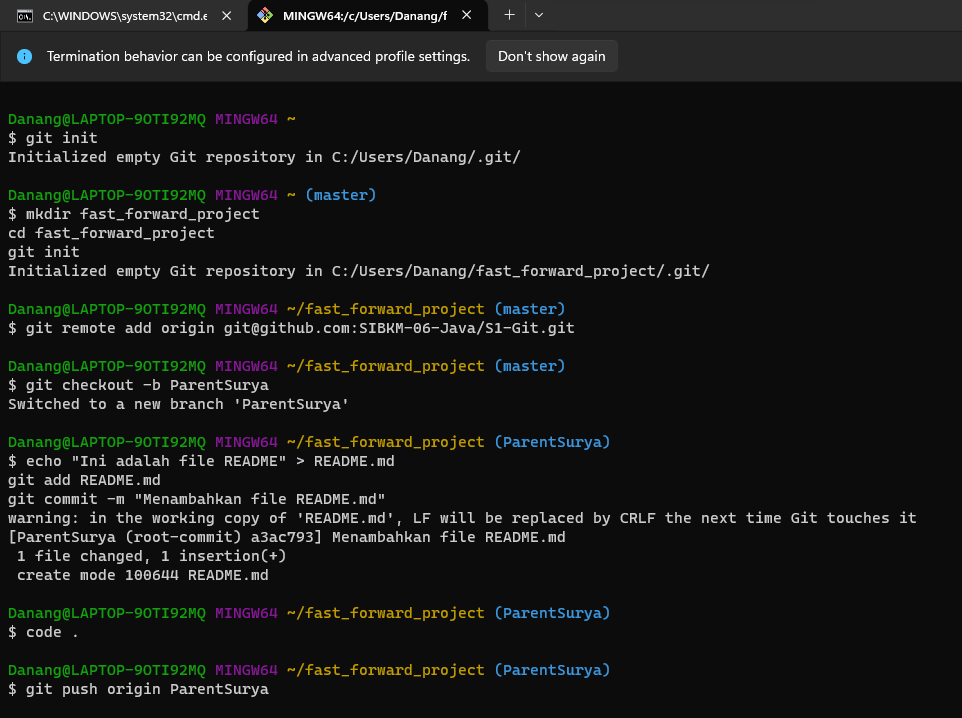 C:\WINDOWS\system32\cmd.e
MINGW64:/c/Users/Danang/f
Termination behavior can be configured in advanced profile settings.
Don't show again
Danang@LAPTOP-9OTI92MQ MINGW64 ~
$ git init
Initialized empty Git repository in C:/Users/Danang/.git/
Danang@LAPTOP-9OTI92MQ MINGW64 ~ (master)
$ mkdir fast_forward_project
cd fast_forward_project
git init
Initialized empty Git repository in C:/Users/Danang/fast_forward_project/.git/
Danang@LAPTOP-9OTI92MQ MINGW64 ~/fast_forward_project (master)
$ git remote add origin git@github.com:SIBKM-06-Java/S1-Git.git
Danang@LAPTOP-9OTI92MQ MINGW64 ~/fast_forward_project (master)
$ git checkout -b ParentSurya
Switched to a new branch 'ParentSurya'
Danang@LAPTOP-9OTI92MQ MINGW64 ~/fast_forward_project (ParentSurya)
$ echo "Ini adalah file README" > README.md
git add README.md
git commit -m "Menambahkan file README.md"
warning: in the working copy of 'README.md', LF will be replaced by CRLF the next time Git touches it
[ParentSurya (root-commit) a3ac793] Menambahkan file README.md
 1 file changed, 1 insertion(+)
 create mode 100644 README.md
Danang@LAPTOP-9OTI92MQ MINGW64 ~/fast_forward_project (ParentSurya)
$ code .
Danang@LAPTOP-9OTI92MQ MINGW64 ~/fast_forward_project (ParentSurya)
$ git push origin ParentSurya